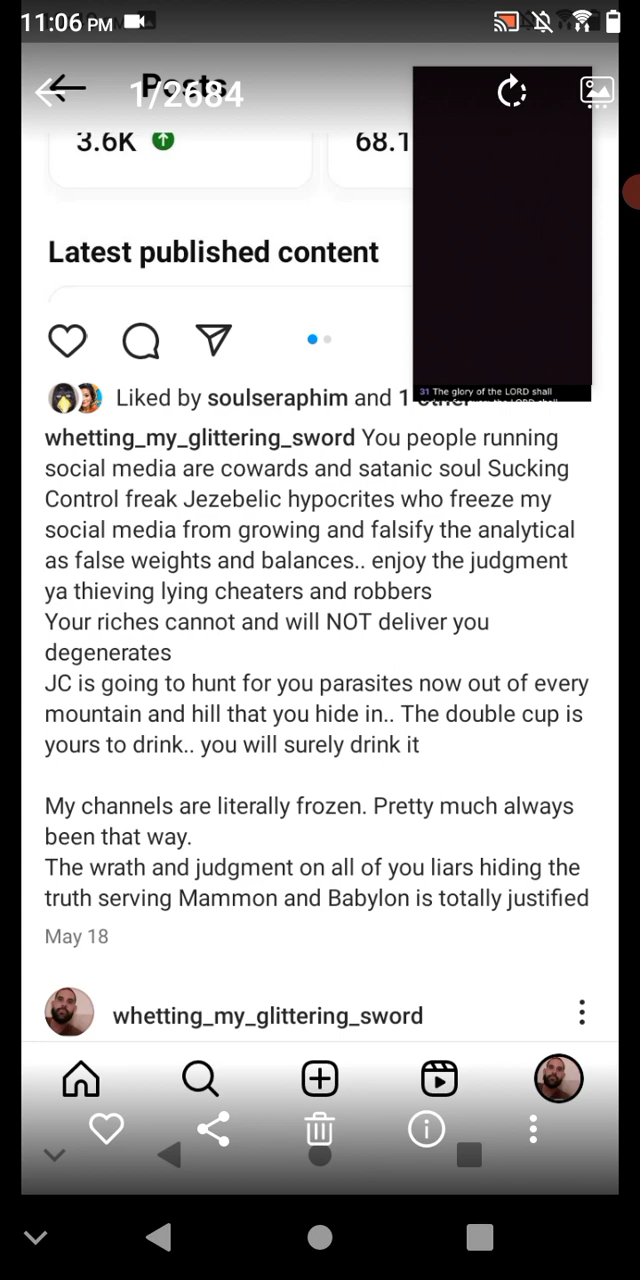 11:06 PM
Posts
1/2684
3.6K
68.1
Latest published content
31 The glory of the LORD shall
Liked by soulseraphim and 1 other
whetting_my_glittering_sword You people running
social media are cowards and satanic soul Sucking
Control freak Jezebelic hypocrites who freeze my
social media from growing and falsify the analytical
as false weights and balances.. enjoy the judgment
ya thieving lying cheaters and robbers
Your riches cannot and will NOT deliver you
degenerates
JC is going to hunt for you parasites now out of every
mountain and hill that you hide in.. The double cup is
yours to drink.. you will surely drink it
My channels are literally frozen. Pretty much always
been that way.
The wrath and judgment on all of you liars hiding the
truth serving Mammon and Babylon is totally justified
May 18
whetting_my_glittering_sword